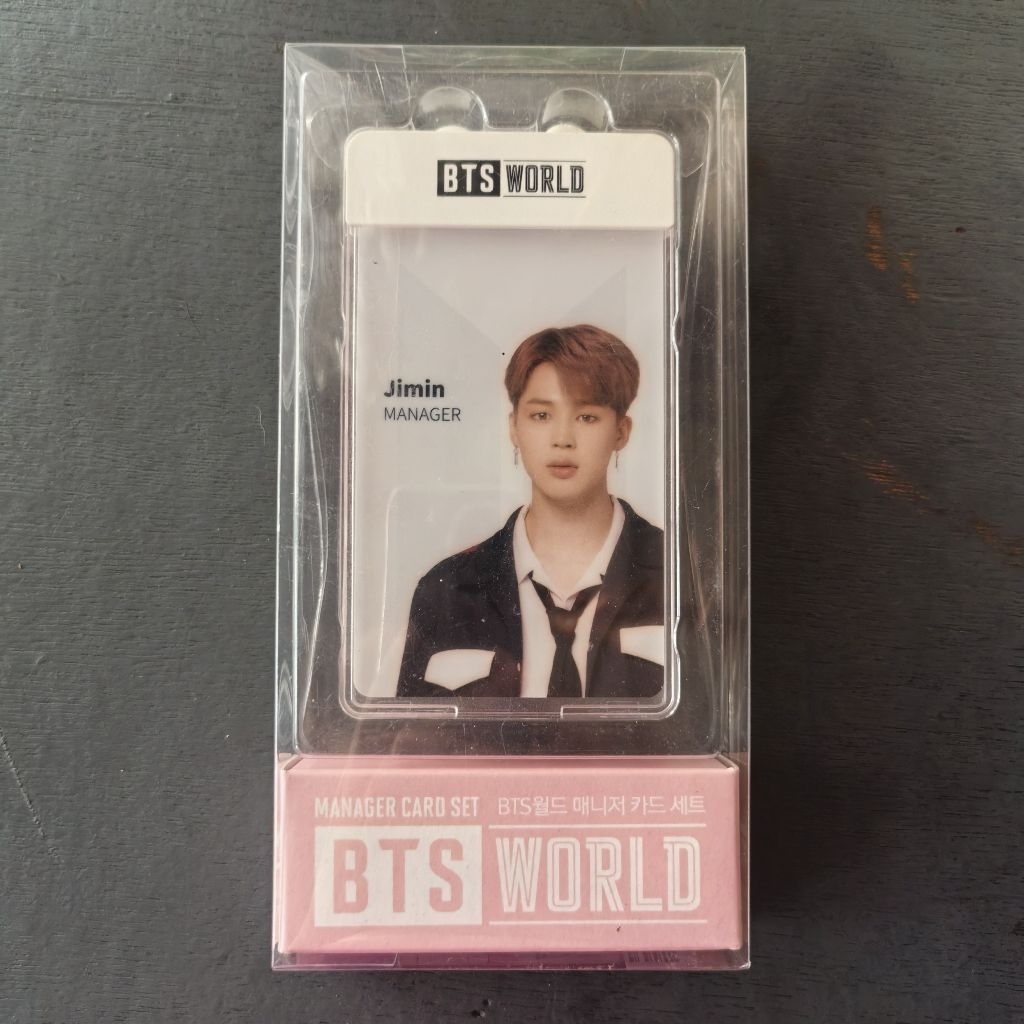 BTS WORLD
Jimin
MANAGER
MANAGER CARD SET BTS월드 매니저 카드 세트
BTS WORLD